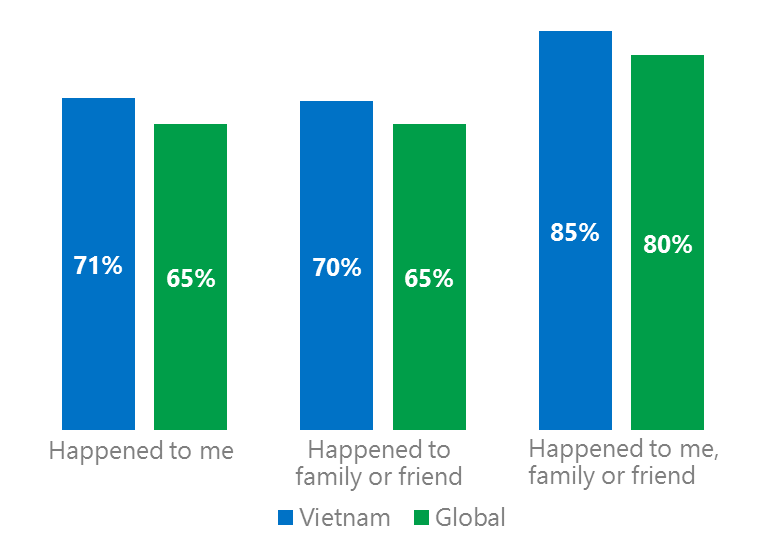 85%
80%
71%
70%
65%
65%
Happened to me
Happened to
family or friend
Happened to me,
family or friend
Vietnam
Global